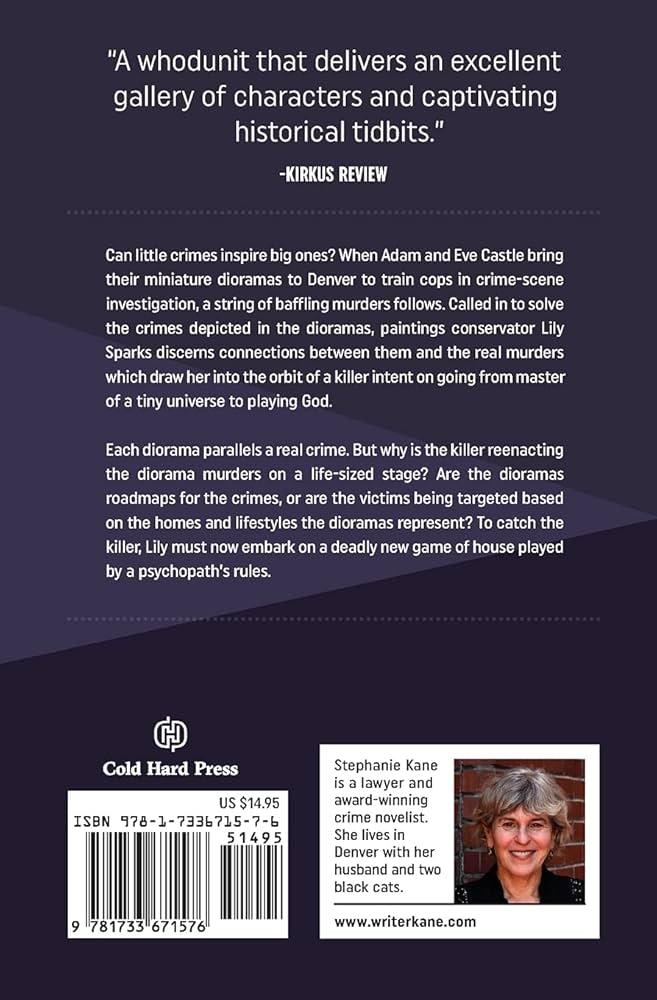 "A whodunit that delivers an excellent
gallery of characters and captivating
historical tidbits."
-KIRKUS REVIEW
Can little crimes inspire big ones? When Adam and Eve Castle bring
their miniature dioramas to Denver to train cops in crime-scene
investigation, a string of baffling murders follows. Called in to solve
the crimes depicted in the dioramas, paintings conservator Lily
Sparks discerns connections between them and the real murders
which draw her into the orbit of a killer intent on going from master
of a tiny universe to playing God.
Each diorama parallels a real crime. But why is the killer reenacting
the diorama murders on a life-sized stage? Are the dioramas
roadmaps for the crimes, or are the victims being targeted based
on the homes and lifestyles the dioramas represent? To catch the
killer, Lily must now embark on a deadly new game of house played
by a psychopath's rules.
Cold Hard Press
US $14.95
ISBN 978-1-7336715-7-6
51495
9 781733 671576
Stephanie Kane
is a lawyer and
award-winning
crime novelist.
She lives in
Denver with her
husband and two
black cats.
www.writerkane.com